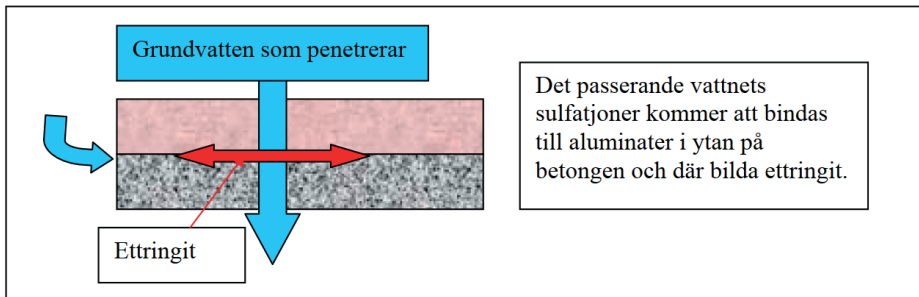 Grundvatten som penetrerar
Det passerande vattnets
sulfatjoner kommer att bindas
till aluminater i ytan på
betongen och där bilda ettringit.
Ettringit